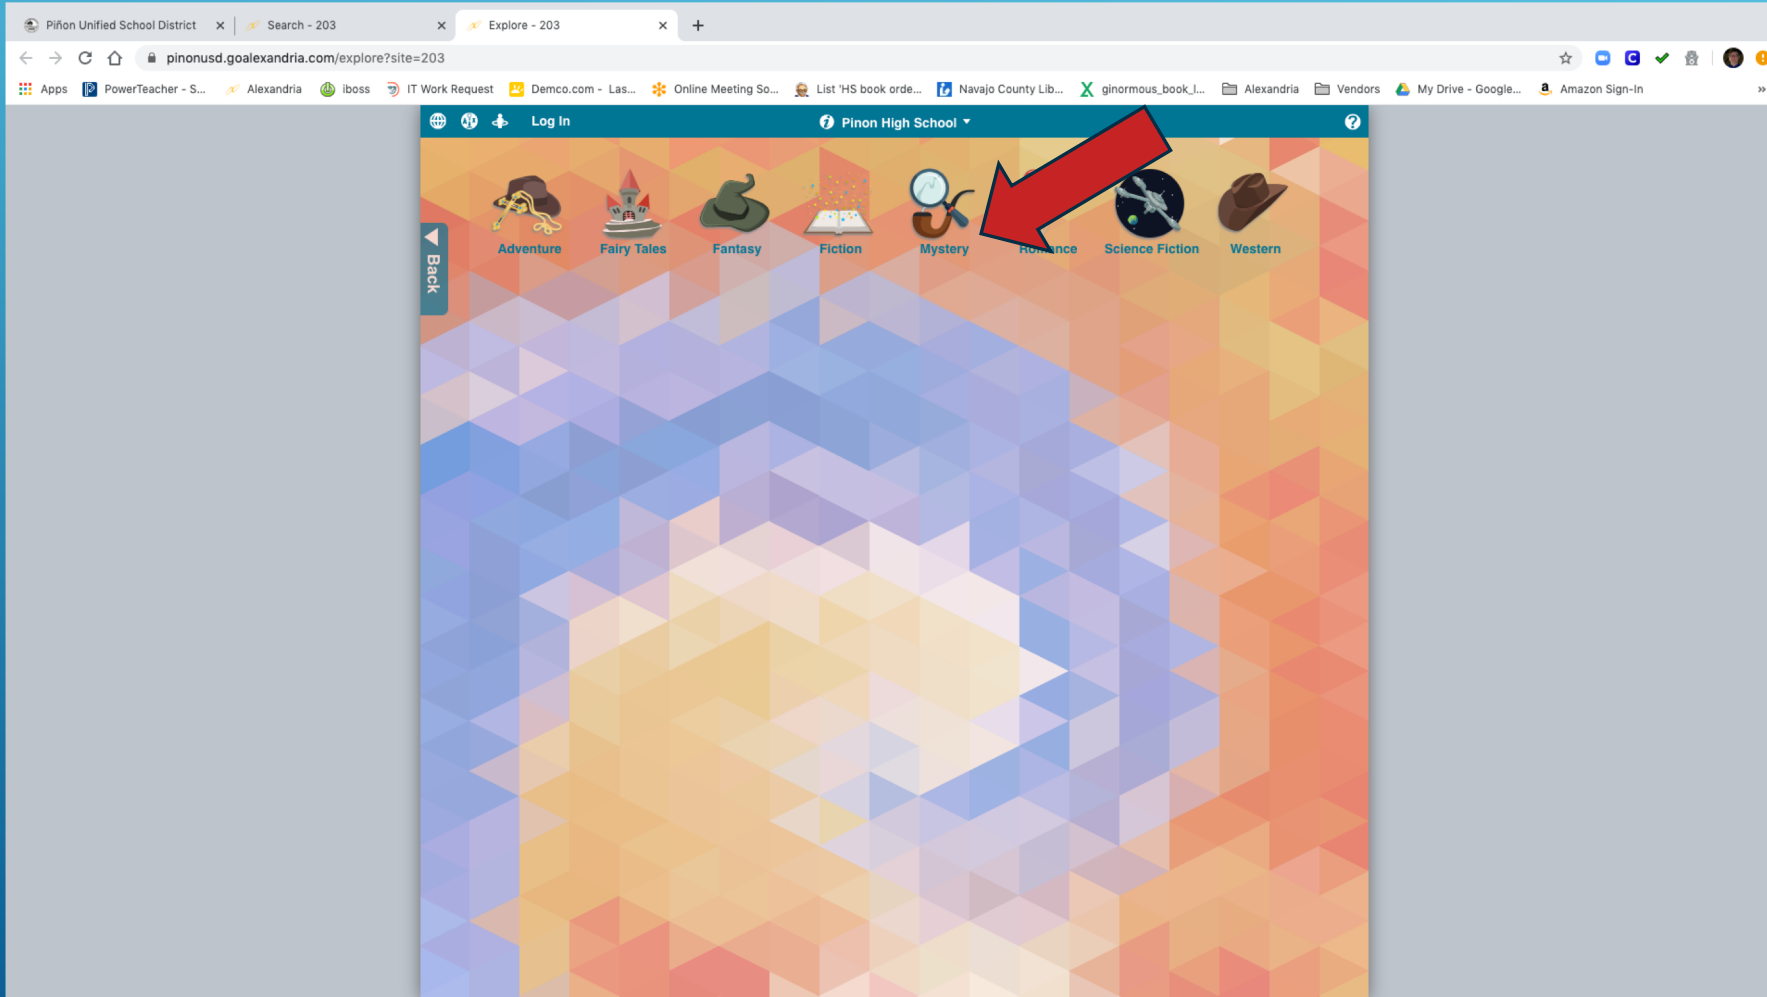 Piñon Unified School District
Search - 203
Explore - 203
pinonusd.goalexandria.com/explore?site=203
Apps
PowerTeacher - S...
Alexandria
iboss
IT Work Request
Demco.com - Las...
Online Meeting So...
List 'HS book orde...
Navajo County Lib...
ginormous_book_l...
Alexandria
Vendors
My Drive - Google...
Amazon Sign-In
Log In
Pinon High School
Back
Adventure
Fairy Tales
Fantasy
Fiction
Mystery
Romance
Science Fiction
Western